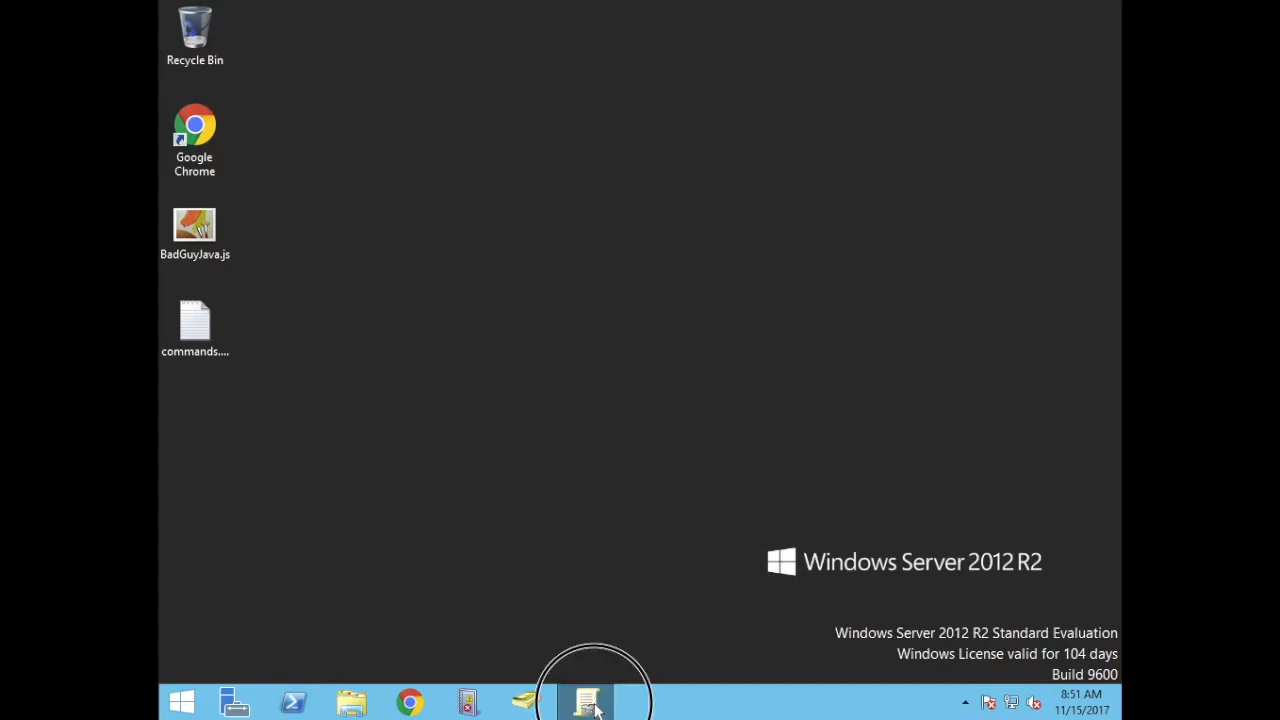 Recycle Bin
Google
Chrome
BadGuyJava.js
commands....
Windows Server 2012 R2
Windows Server 2012 R2 Standard Evaluation
Windows License valid for 104 days
Build 9600
8:51 AM
11/15/2017